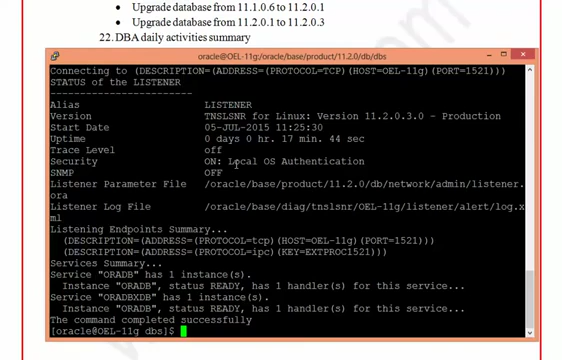 • Upgrade database from 11.1.0.6 to 11.2.0.1
• Upgrade database from 11.2.0.1 to 11.2.0.3
22. DBA daily activities summary
oracle@OEL-11g:/oracle/base/product/11.2.0/db/dbs
Connecting to (DESCRIPTION=(ADDRESS=(PROTOCOL=TCP)(HOST=OEL-11g)(PORT=1521)))
STATUS of the LISTENER
------------------------
Alias LISTENER
Version TNSLSNR for Linux: Version 11.2.0.3.0 - Production
Start Date 05-JUL-2015 11:25:30
Uptime 0 days 0 hr. 17 min. 44 sec
Trace Level off
Security ON: Local OS Authentication
SNMP OFF
Listener Parameter File /oracle/base/product/11.2.0/db/network/admin/listener.
ora
Listener Log File /oracle/base/diag/tnslsnr/OEL-11g/listener/alert/log.x
ml
Listening Endpoints Summary...
(DESCRIPTION=(ADDRESS=(PROTOCOL=tcp)(HOST=OEL-11g)(PORT=1521)))
(DESCRIPTION=(ADDRESS=(PROTOCOL=ipc)(KEY=EXTPROC1521)))
Services Summary...
Service "ORADB" has 1 instance(s).
Instance "ORADB", status READY, has 1 handler(s) for this service...
Service "ORADBXDB" has 1 instance(s).
Instance "ORADB", status READY, has 1 handler(s) for this service...
The command completed successfully
[oracle@OEL-11g dbs]$